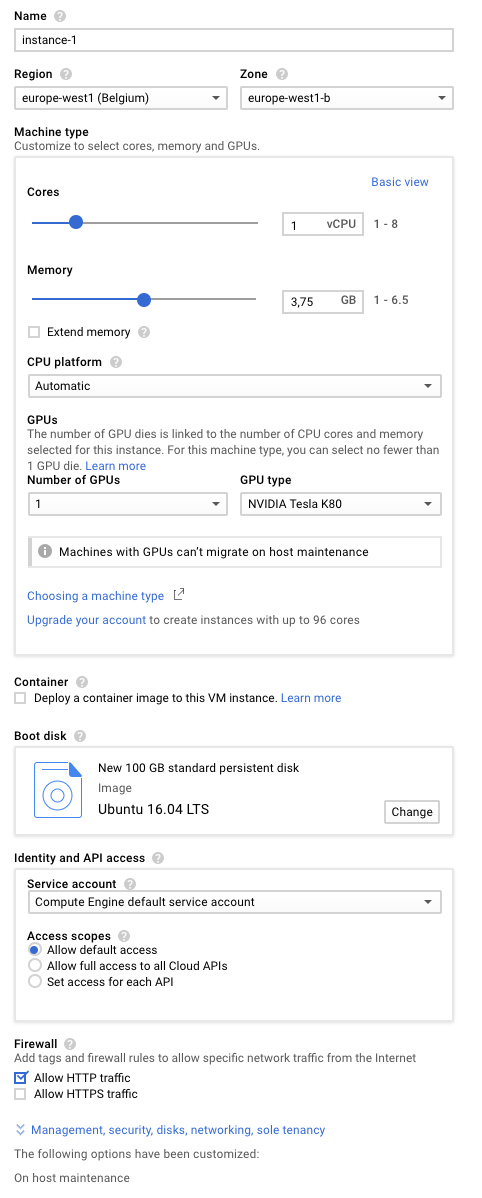 Name
instance-1
Region Zone
europe-west1 (Belgium) europe-west1-b
Machine type
Customize to select cores, memory and GPUs.
Basic view
Cores
1 vCPU 1 - 8
Memory
3,75 GB 1 - 6.5
Extend memory
CPU platform
Automatic
GPUs
The number of GPU dies is linked to the number of CPU cores and memory
selected for this instance. For this machine type, you can select no fewer than
1 GPU die. Learn more
Number of GPUs GPU type
1 NVIDIA Tesla K80
Machines with GPUs can't migrate on host maintenance
Choosing a machine type
Upgrade your account to create instances with up to 96 cores
Container
Deploy a container image to this VM instance. Learn more
Boot disk
New 100 GB standard persistent disk
Image
Ubuntu 16.04 LTS
Change
Identity and API access
Service account
Compute Engine default service account
Access scopes
Allow default access
Allow full access to all Cloud APIs
Set access for each API
Firewall
Add tags and firewall rules to allow specific network traffic from the Internet
Allow HTTP traffic
Allow HTTPS traffic
Management, security, disks, networking, sole tenancy
The following options have been customized:
On host maintenance